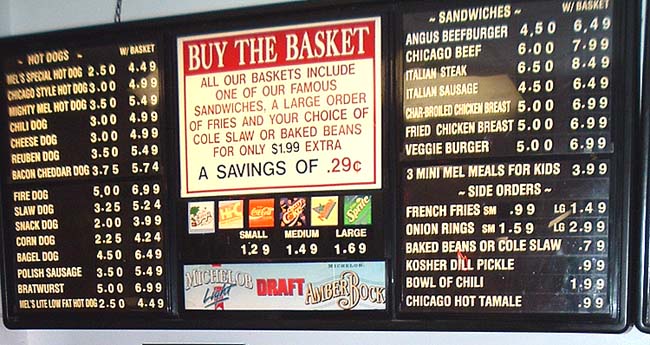 ~ HOT DOGS ~
W/ BASKET
MEL'S SPECIAL HOT DOG 2.50 4.49
CHICAGO STYLE HOT DOG 3.00 4.99
MIGHTY MEL HOT DOG 3.50 5.49
CHILI DOG 3.00 4.99
CHEESE DOG 3.00 4.99
REUBEN DOG 3.50 5.49
BACON CHEDDAR DOG 3.75 5.74
FIRE DOG 5.00 6.99
SLAW DOG 3.25 5.24
SNACK DOG 2.00 3.99
CORN DOG 2.25 4.24
BAGEL DOG 4.50 6.49
POLISH SAUSAGE 3.50 5.49
BRATWURST 5.00 6.99
MEL'S LITE LOW FAT HOT DOG 2.50 4.49
BUY THE BASKET
ALL OUR BASKETS INCLUDE
ONE OF OUR FAMOUS
SANDWICHES, A LARGE ORDER
OF FRIES AND YOUR CHOICE OF
COLE SLAW OR BAKED BEANS
FOR ONLY $1.99 EXTRA
A SAVINGS OF .29¢
Coca-Cola
Sprite
SMALL MEDIUM LARGE
1.29 1.49 1.69
MICHELOB
Light
DRAFT
MICHELOB.
AMBERBOCK
~ SANDWICHES ~
W/ BASKET
ANGUS BEEFBURGER 4.50 6.49
CHICAGO BEEF 6.00 7.99
ITALIAN STEAK 6.50 8.49
ITALIAN SAUSAGE 4.50 6.49
CHAR-BROILED CHICKEN BREAST 5.00 6.99
FRIED CHICKEN BREAST 5.00 6.99
VEGGIE BURGER 5.00 6.99
3 MINI MEL MEALS FOR KIDS 3.99
~ SIDE ORDERS ~
FRENCH FRIES SM .99 LG 1.49
ONION RINGS SM 1.59 LG 2.99
BAKED BEANS OR COLE SLAW .79
KOSHER DILL PICKLE .99
BOWL OF CHILI 1.99
CHICAGO HOT TAMALE .99